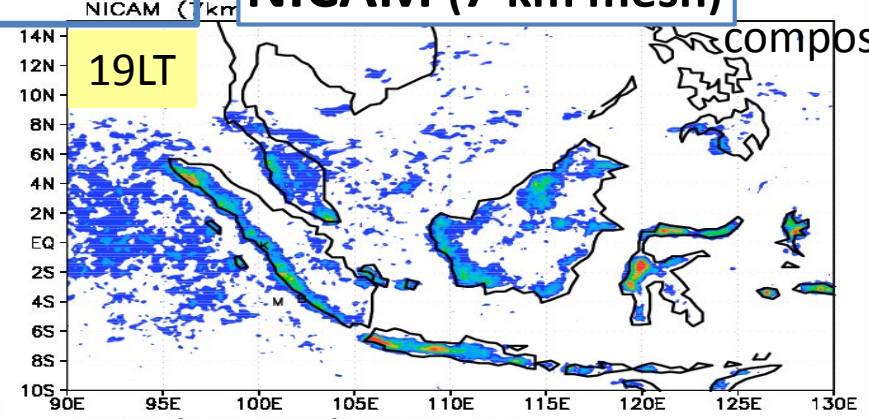 NICAM (7km
NICAM (7-km mesh)
compos
19LT
14N
12N
10N
8N
6N
4N
2N
EQ
2S
4S
6S
8S
10S
K
M
90E 95E 100E 105E 110E 115E 120E 125E 130E